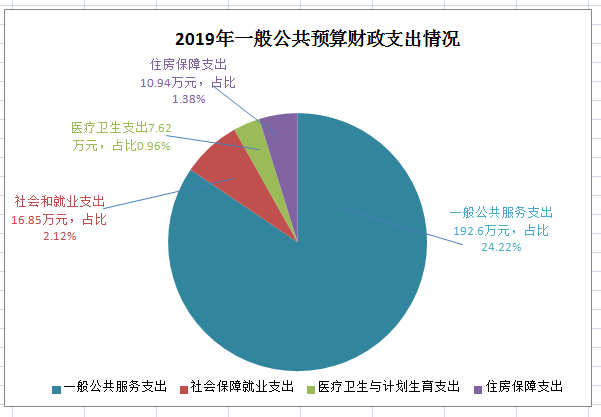 2019年一般公共预算财政支出情况
住房保障支出
10.94万元，占比
1.38%
医疗卫生支出7.62
万元，占比0.96%
社会和就业支出
16.85万元，占比
2.12%
一般公共服务支出
192.6万元，占比
24.22%
一般公共服务支出 社会保障就业支出 医疗卫生与计划生育支出 住房保障支出